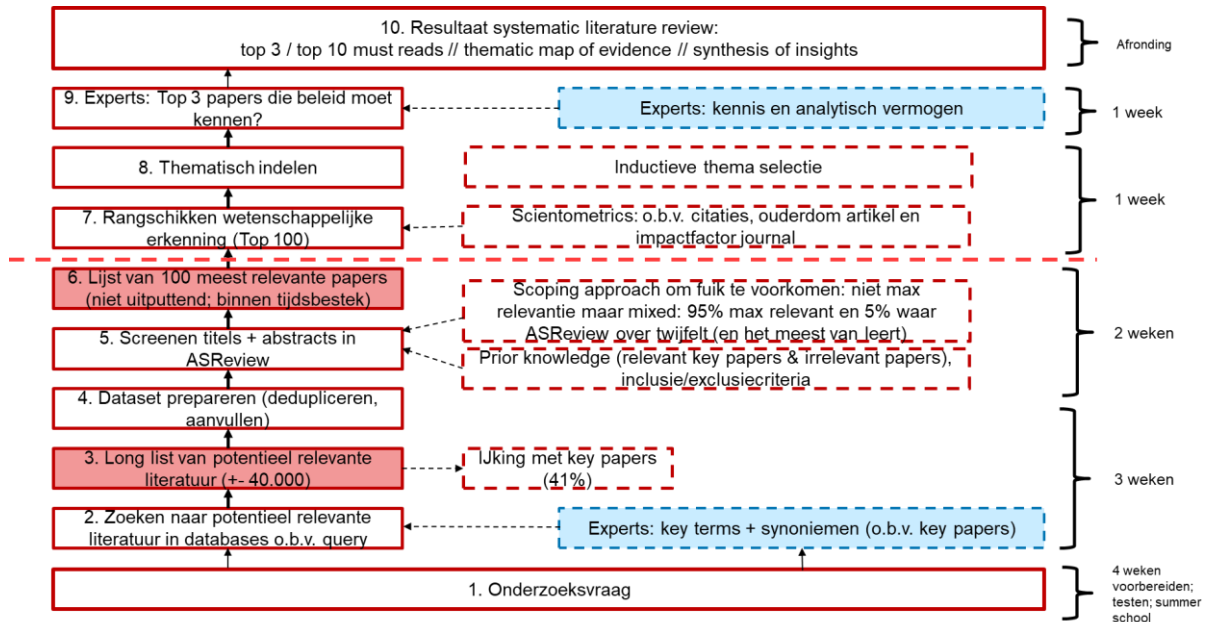 10. Resultaat systematic literature review:
top 3 / top 10 must reads // thematic map of evidence // synthesis of insights
Afronding
9. Experts: Top 3 papers die beleid moet
kennen?
Experts: kennis en analytisch vermogen
1 week
8. Thematisch indelen
Inductieve thema selectie
1 week
7. Rangschikken wetenschappelijke
erkenning (Top 100)
Scientometrics: o.b.v. citaties, ouderdom artikel en
impactfactor journal
6. Lijst van 100 meest relevante papers
(niet uitputtend; binnen tijdsbestek)
Scoping approach om fuik te voorkomen: niet max
relevantie maar mixed: 95% max relevant en 5% waar
ASReview over twijfelt (en het meest van leert)
2 weken
5. Screenen titels + abstracts in
ASReview
Prior knowledge (relevant key papers & irrelevant papers),
inclusie/exclusiecriteria
4. Dataset prepareren (dedupliceren,
aanvullen)
3. Long list van potentieel relevante
literatuur (+- 40.000)
IJking met key papers
(41%)
3 weken
2. Zoeken naar potentieel relevante
literatuur in databases o.b.v. query
Experts: key terms + synoniemen (o.b.v. key papers)
1. Onderzoeksvraag
4 weken
voorbereiden;
testen; summer
school